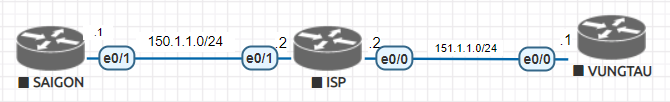 .1 150.1.1.0/24 .2 .2 151.1.1.0/24 .1
e0/1 e0/1 e0/0 e0/0
SAIGON ISP VUNGTAU